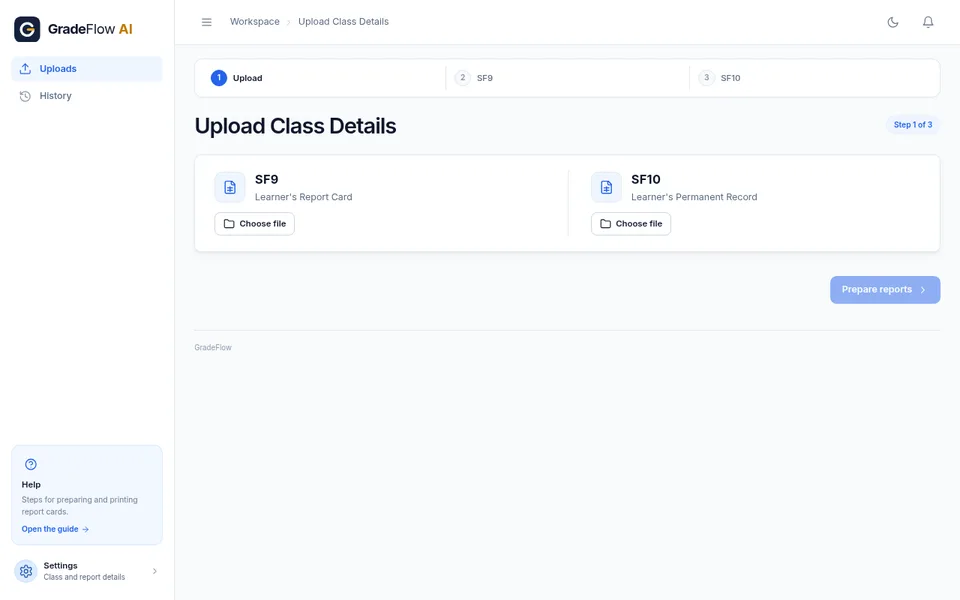 GradeFlow AI
Uploads
History
Help
Steps for preparing and printing
report cards.
Open the guide →
Settings
Class and report details
Workspace › Upload Class Details
1 Upload
2 SF9
3 SF10
Upload Class Details
Step 1 of 3
SF9
Learner's Report Card
Choose file
SF10
Learner's Permanent Record
Choose file
Prepare reports
GradeFlow